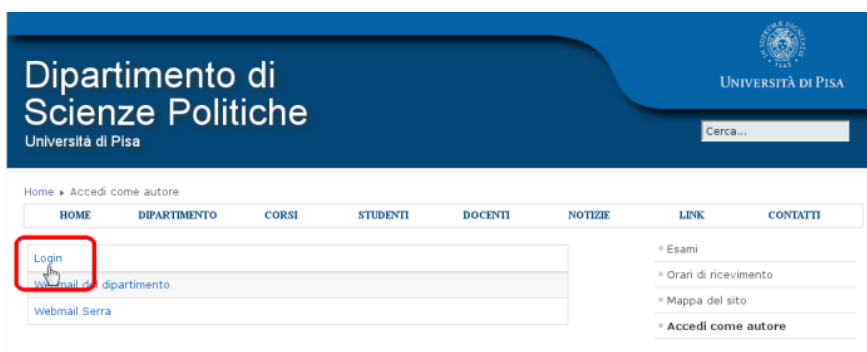 Dipartimento di
Scienze Politiche
Università di Pisa
UNIVERSITÀ DI PISA
Cerca...
Home ▸ Accedi come autore
HOME DIPARTIMENTO CORSI STUDENTI DOCENTI NOTIZIE LINK CONTATTI
Login
Webmail del dipartimento
Webmail Serra
Esami
Orari di ricevimento
Mappa del sito
Accedi come autore